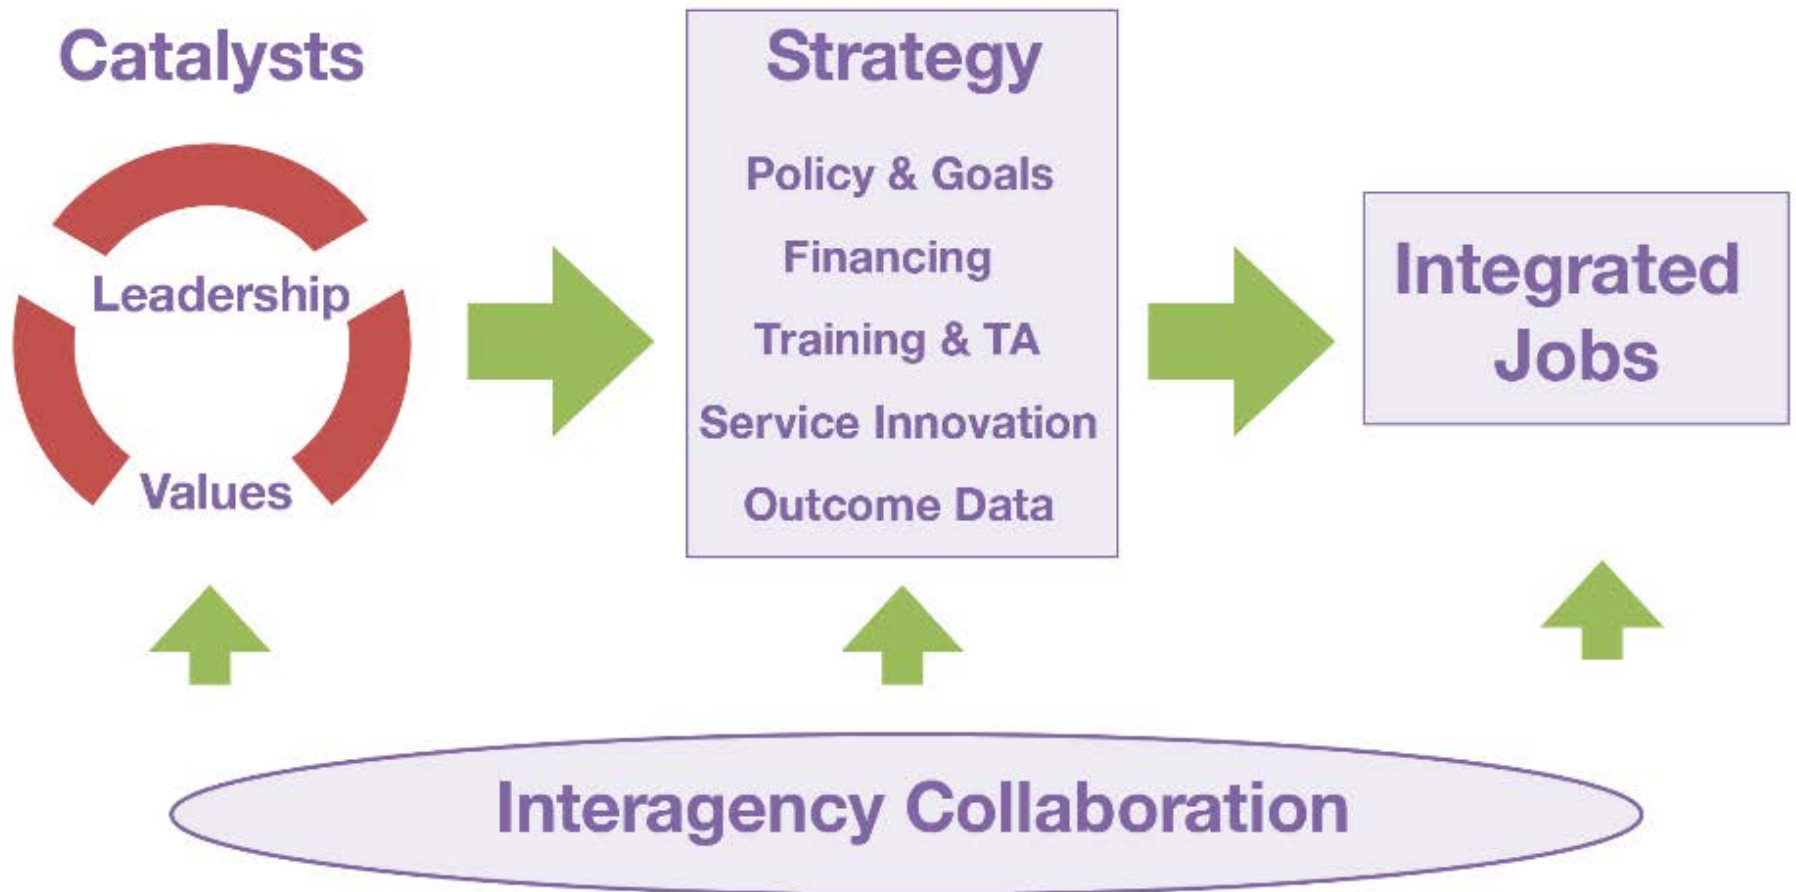 Catalysts
Leadership
Values
Strategy
Policy & Goals
Financing
Training & TA
Service Innovation
Outcome Data
Integrated
Jobs
Interagency Collaboration